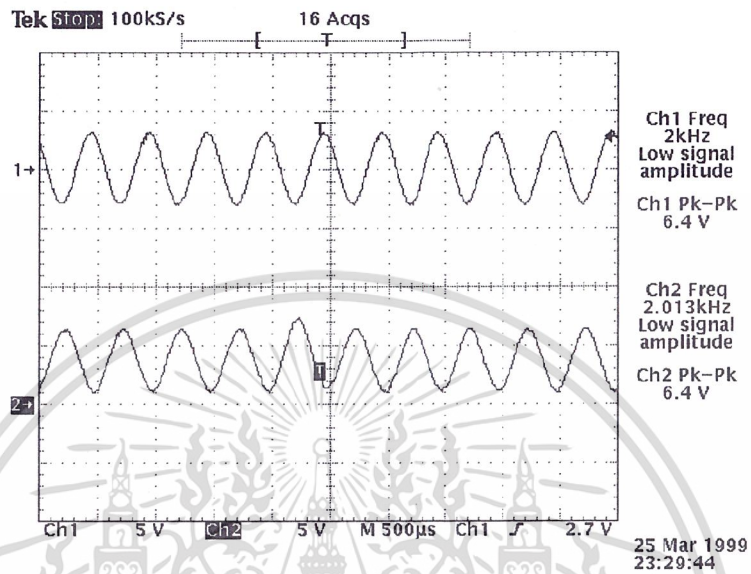 Tek Stop: 100kS/s 16 Acqs
[ T ]
T
1→
Ch1 Freq
2kHz
Low signal
amplitude
Ch1 Pk-Pk
6.4 V
Ch2 Freq
2.013kHz
Low signal
amplitude
Ch2 Pk-Pk
6.4 V
T
2→
Ch1 5 V Ch2 5 V M 500µs Ch1 ƒ 2.7 V
25 Mar 1999
23:29:44